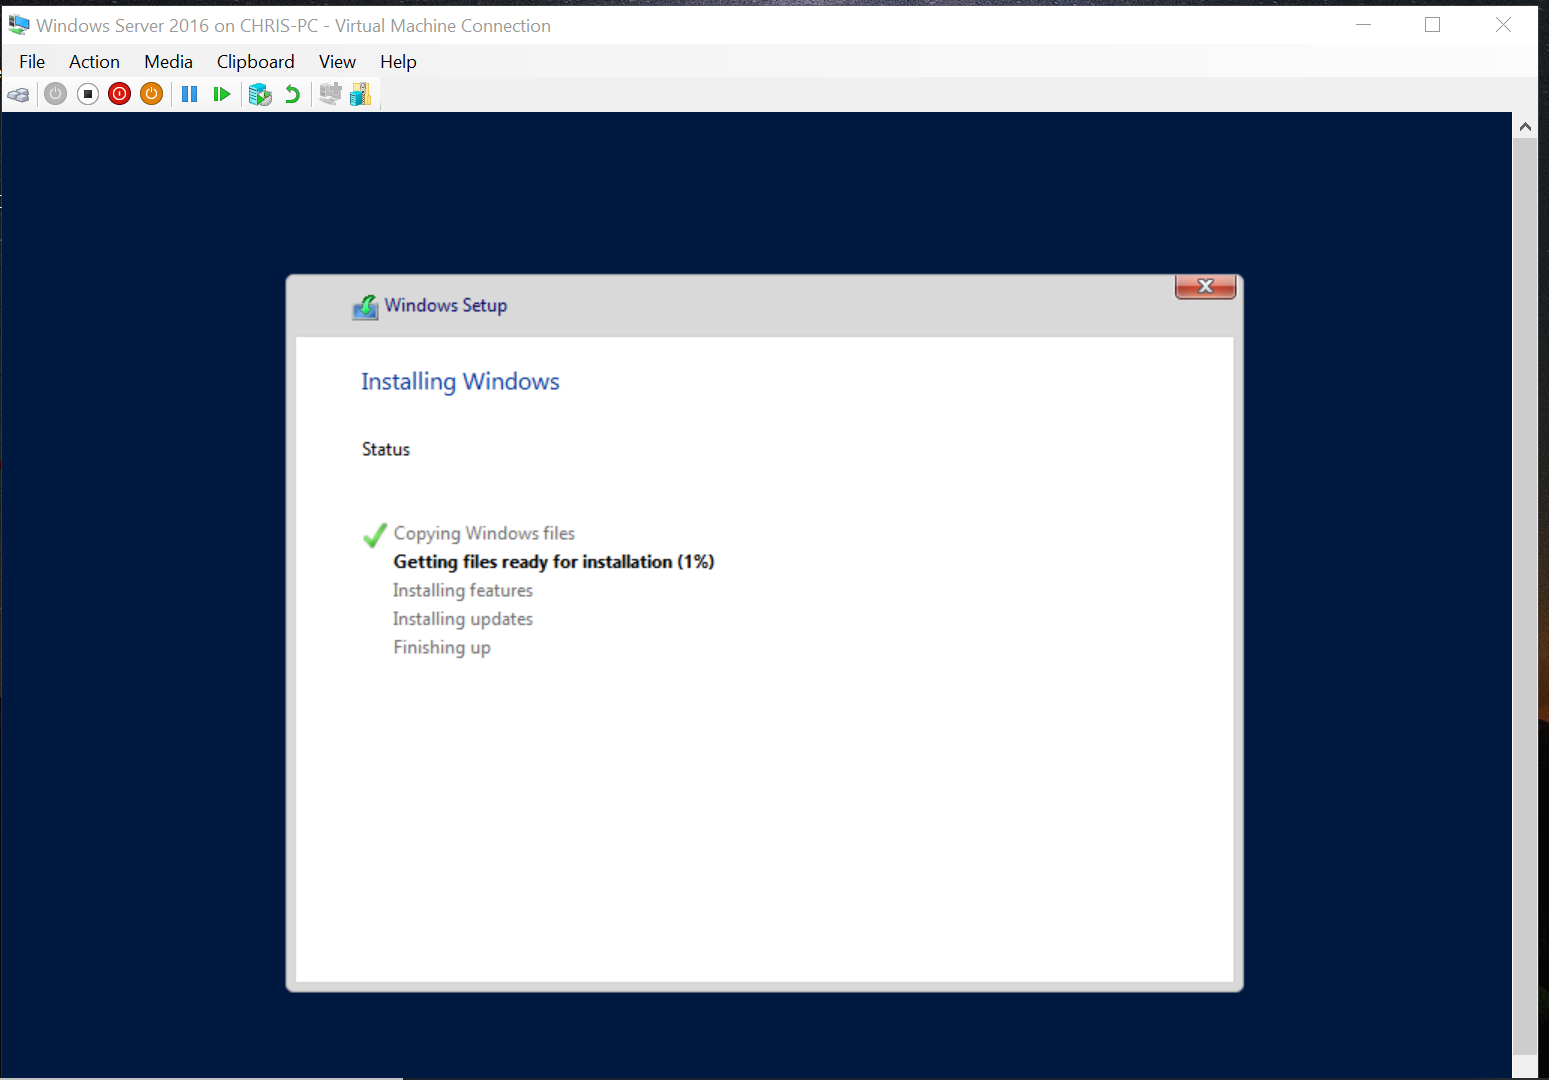 Windows Server 2016 on CHRIS-PC - Virtual Machine Connection
File Action Media Clipboard View Help
Windows Setup
Installing Windows
Status
Copying Windows files
Getting files ready for installation (1%)
Installing features
Installing updates
Finishing up